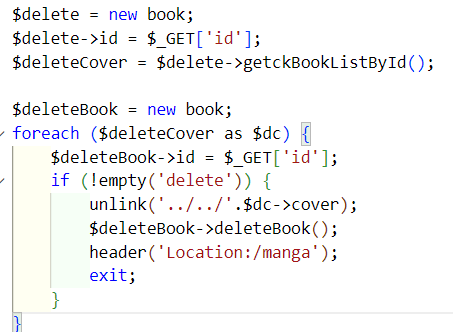 $delete = new book;
$delete->id = $_GET['id'];
$deleteCover = $delete->getckBookListById();
$deleteBook = new book;
foreach ($deleteCover as $dc) {
$deleteBook->id = $_GET['id'];
if (!empty('delete')) {
unlink('../../'.$dc->cover);
$deleteBook->deleteBook();
header('Location:/manga');
exit;
}
}